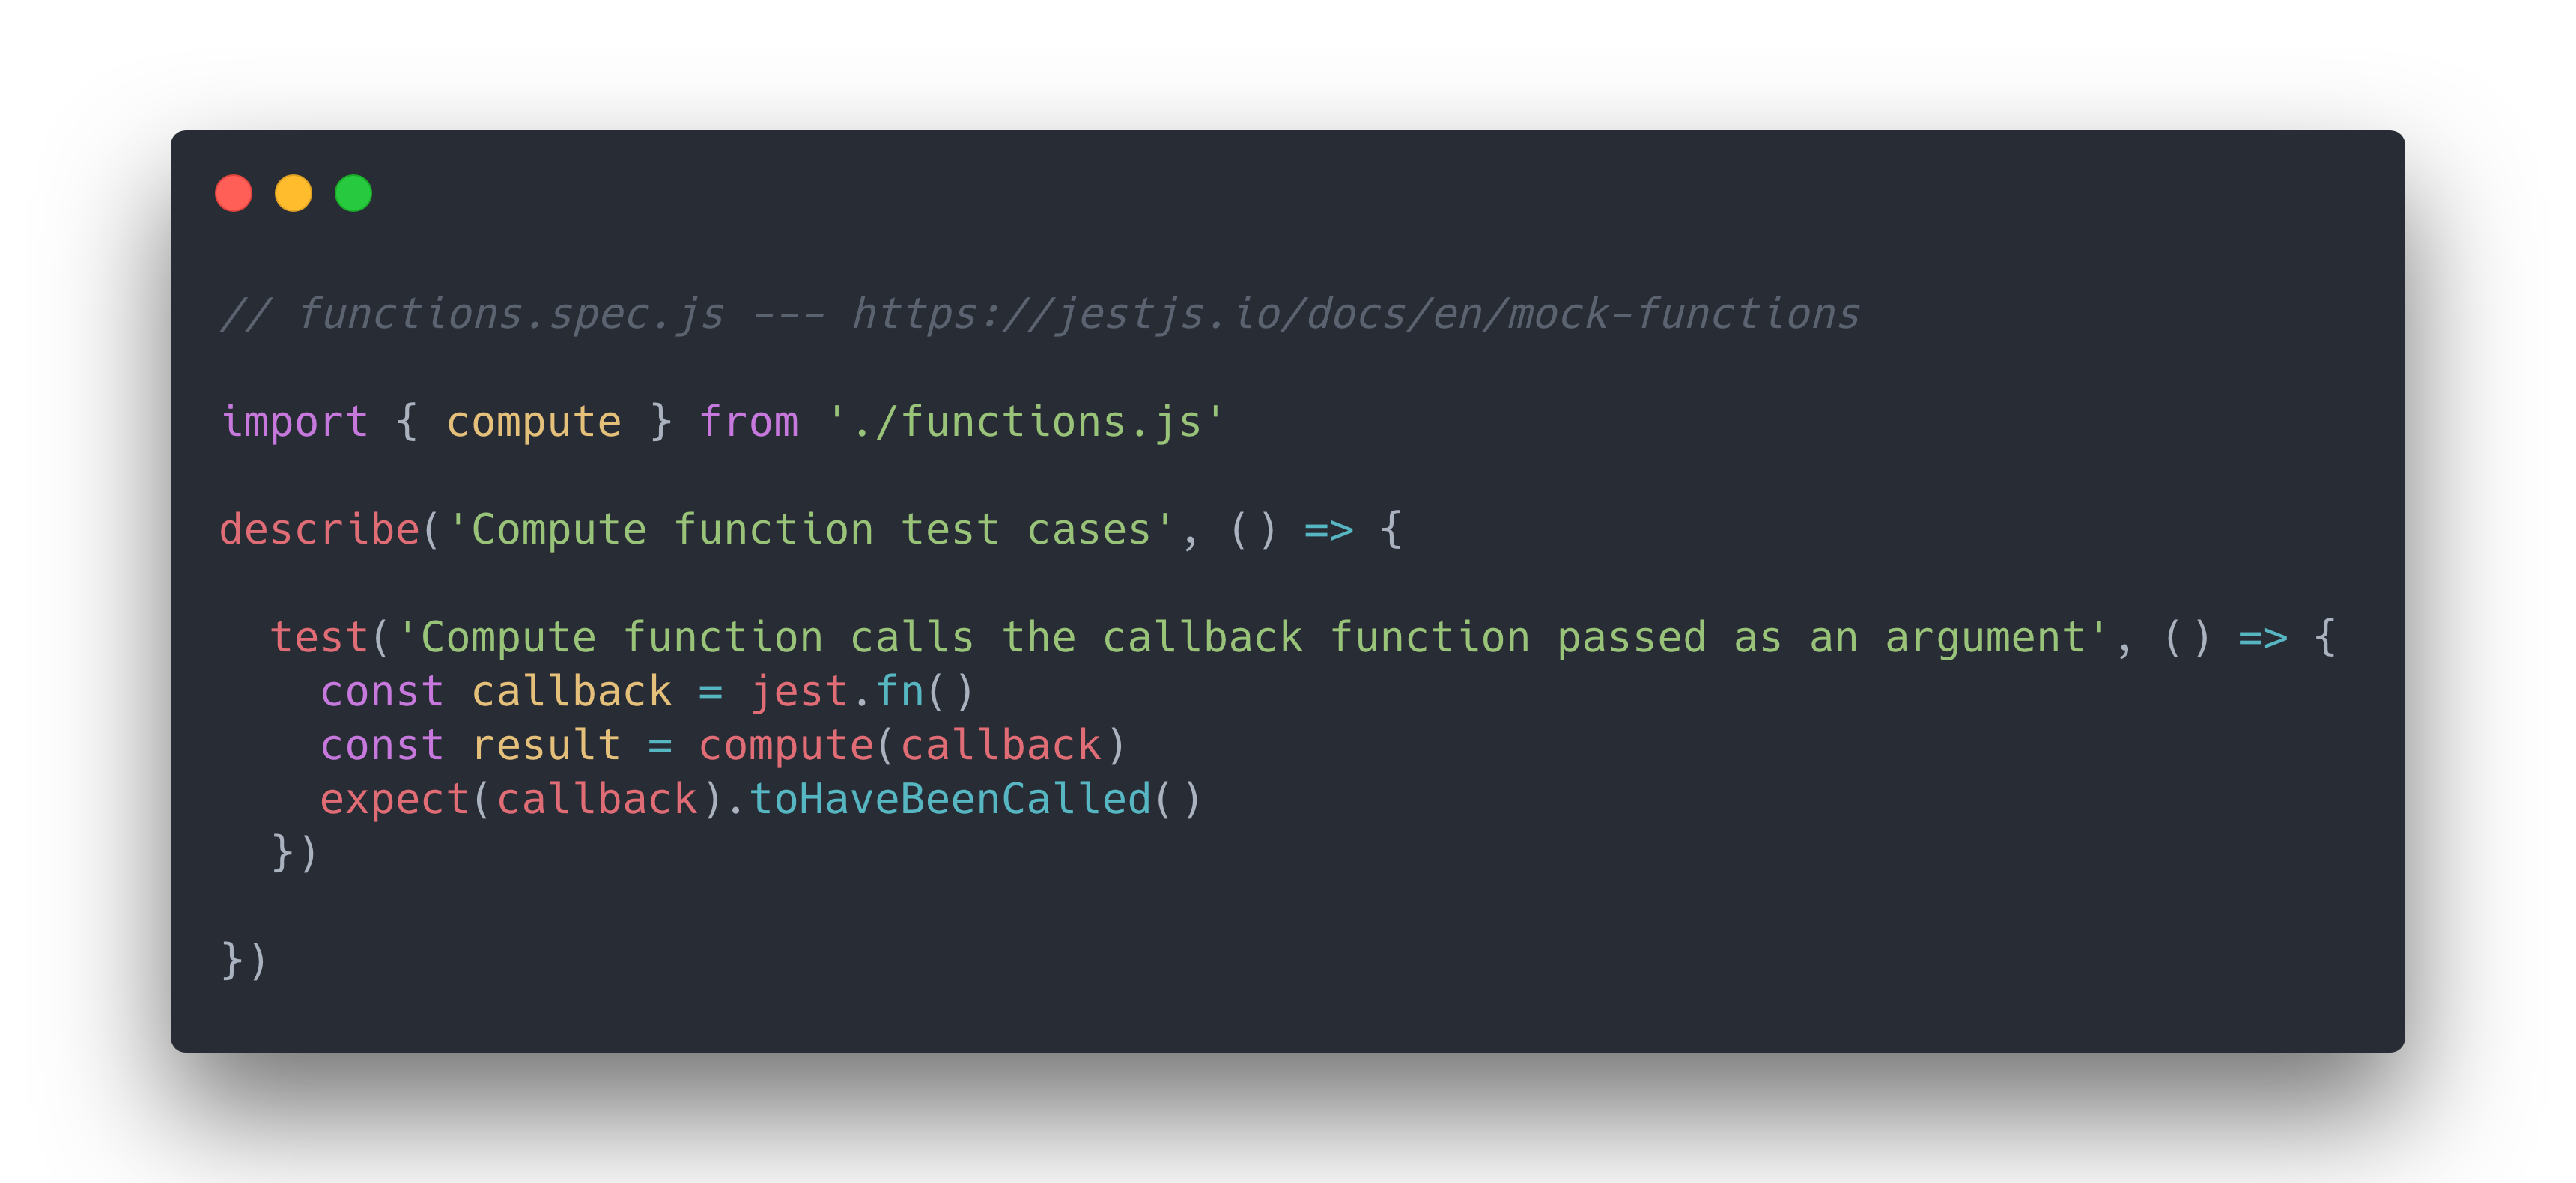 // functions.spec.js --- https://jestjs.io/docs/en/mock-functions
import { compute } from './functions.js'
describe('Compute function test cases', () => {
  test('Compute function calls the callback function passed as an argument', () => {
    const callback = jest.fn()
    const result = compute(callback)
    expect(callback).toHaveBeenCalled()
  })
})